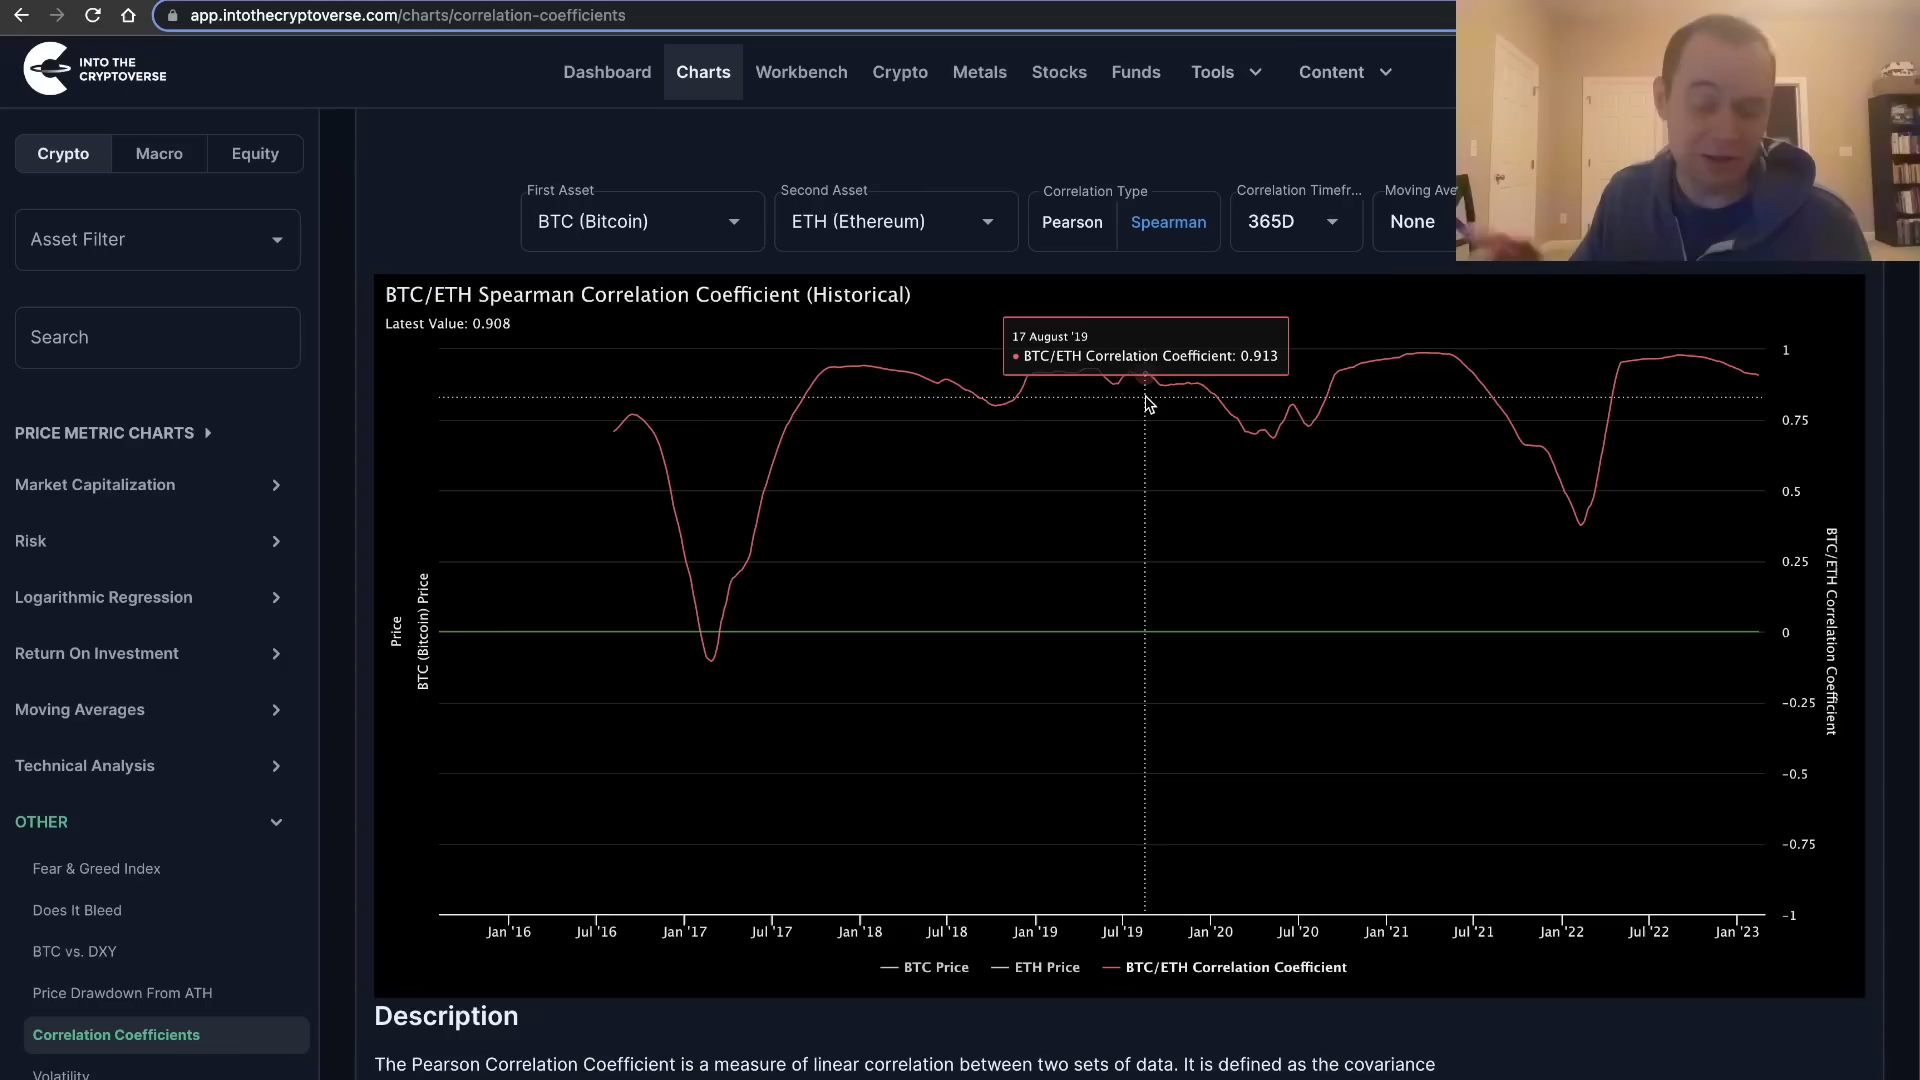 app.intothecryptoverse.com/charts/correlation-coefficients
INTO THE
CRYPTOVERSE
Dashboard Charts Workbench Crypto Metals Stocks Funds Tools Content
Crypto Macro Equity
Asset Filter
Search
PRICE METRIC CHARTS
Market Capitalization
Risk
Logarithmic Regression
Return On Investment
Moving Averages
Technical Analysis
OTHER
Fear & Greed Index
Does It Bleed
BTC vs. DXY
Price Drawdown From ATH
Correlation Coefficients
Volatility
First Asset
BTC (Bitcoin)
Second Asset
ETH (Ethereum)
Correlation Type
Pearson Spearman
Correlation Timefr...
365D
Moving Ave
None
BTC/ETH Spearman Correlation Coefficient (Historical)
Latest Value: 0.908
17 August '19
BTC/ETH Correlation Coefficient: 0.913
Price
BTC (Bitcoin) Price
1
0.75
0.5
0.25
0
-0.25
-0.5
-0.75
-1
BTC/ETH Correlation Coefficient
Jan '16 Jul '16 Jan '17 Jul '17 Jan '18 Jul '18 Jan '19 Jul '19 Jan '20 Jul '20 Jan '21 Jul '21 Jan '22 Jul '22 Jan '23
BTC Price ETH Price BTC/ETH Correlation Coefficient
Description
The Pearson Correlation Coefficient is a measure of linear correlation between two sets of data. It is defined as the covariance